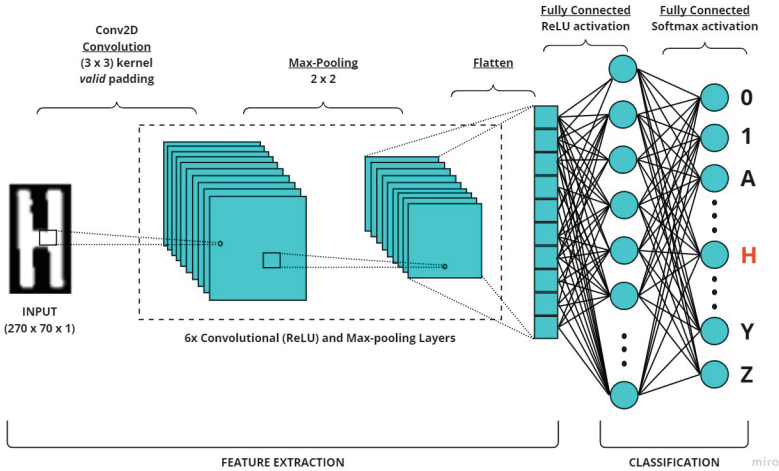 Conv2D
Convolution
(3 x 3) kernel
valid padding
Max-Pooling
2 x 2
Flatten
Fully Connected
ReLU activation
Fully Connected
Softmax activation
0
1
A
H
Y
Z
INPUT
(270 x 70 x 1)
6x Convolutional (ReLU) and Max-pooling Layers
FEATURE EXTRACTION
CLASSIFICATION
miro